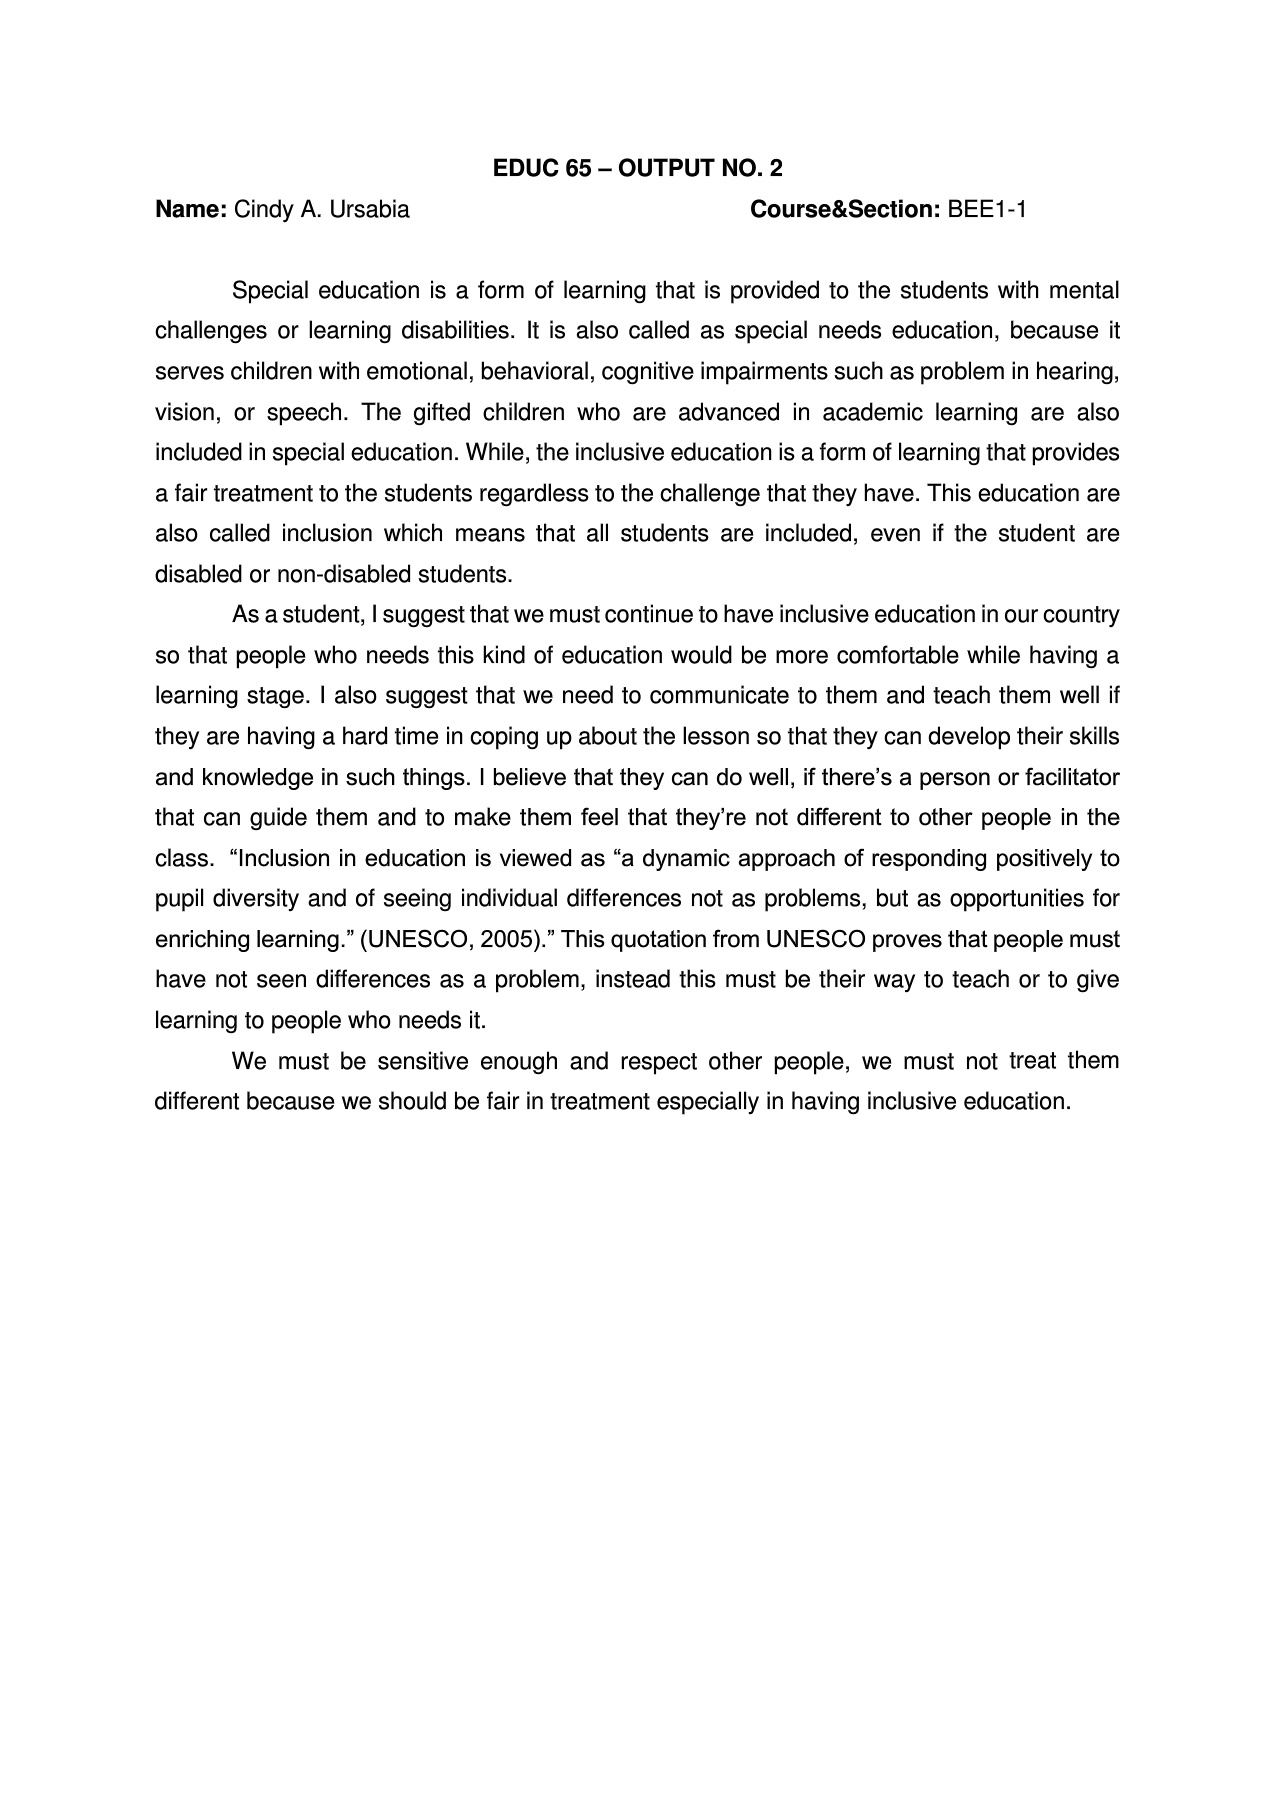 EDUC 65 – OUTPUT NO. 2
Name: Cindy A. Ursabia Course&Section: BEE1-1
Special education is a form of learning that is provided to the students with mental
challenges or learning disabilities. It is also called as special needs education, because it
serves children with emotional, behavioral, cognitive impairments such as problem in hearing,
vision, or speech. The gifted children who are advanced in academic learning are also
included in special education. While, the inclusive education is a form of learning that provides
a fair treatment to the students regardless to the challenge that they have. This education are
also called inclusion which means that all students are included, even if the student are
disabled or non-disabled students.
As a student, I suggest that we must continue to have inclusive education in our country
so that people who needs this kind of education would be more comfortable while having a
learning stage. I also suggest that we need to communicate to them and teach them well if
they are having a hard time in coping up about the lesson so that they can develop their skills
and knowledge in such things. I believe that they can do well, if there’s a person or facilitator
that can guide them and to make them feel that they’re not different to other people in the
class. “Inclusion in education is viewed as “a dynamic approach of responding positively to
pupil diversity and of seeing individual differences not as problems, but as opportunities for
enriching learning.” (UNESCO, 2005).” This quotation from UNESCO proves that people must
have not seen differences as a problem, instead this must be their way to teach or to give
learning to people who needs it.
We must be sensitive enough and respect other people, we must not treat them
different because we should be fair in treatment especially in having inclusive education.